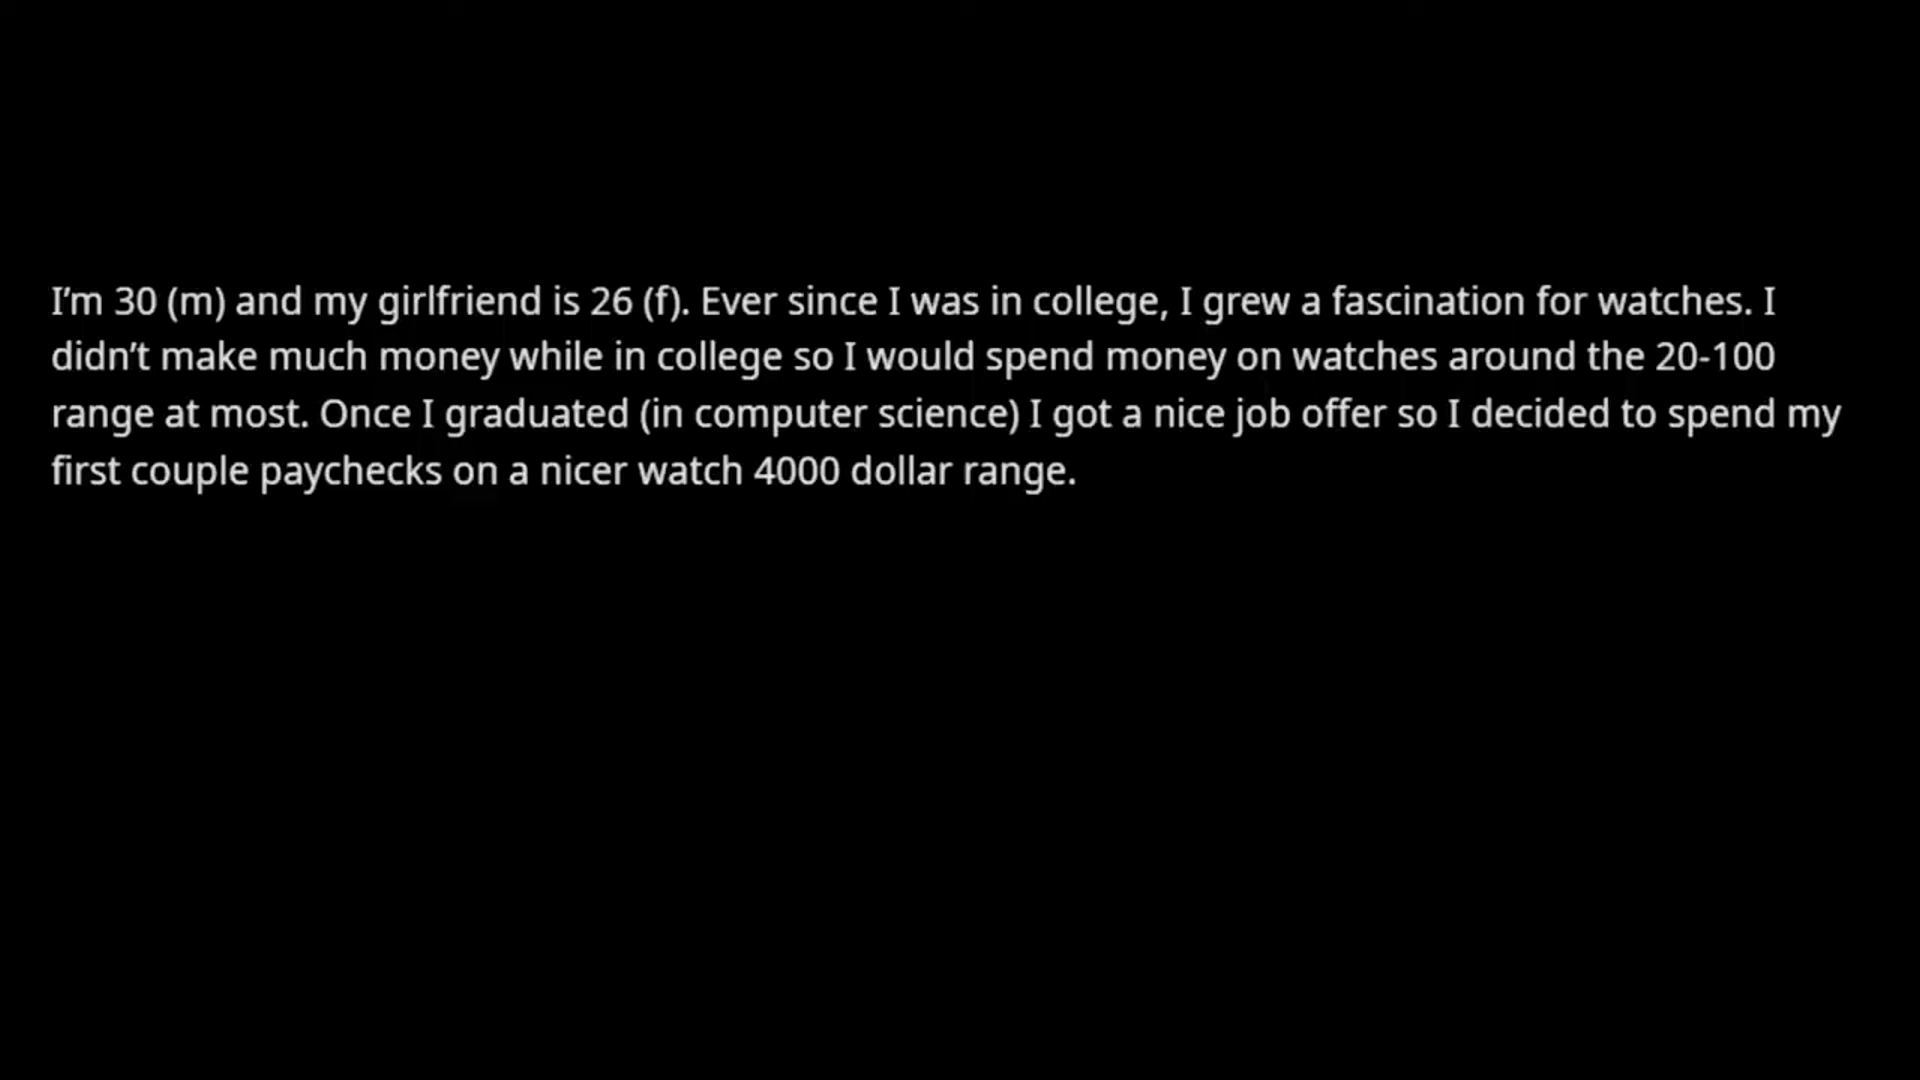 I’m 30 (m) and my girlfriend is 26 (f). Ever since I was in college, I grew a fascination for watches. I
didn’t make much money while in college so I would spend money on watches around the 20-100
range at most. Once I graduated (in computer science) I got a nice job offer so I decided to spend my
first couple paychecks on a nicer watch 4000 dollar range.